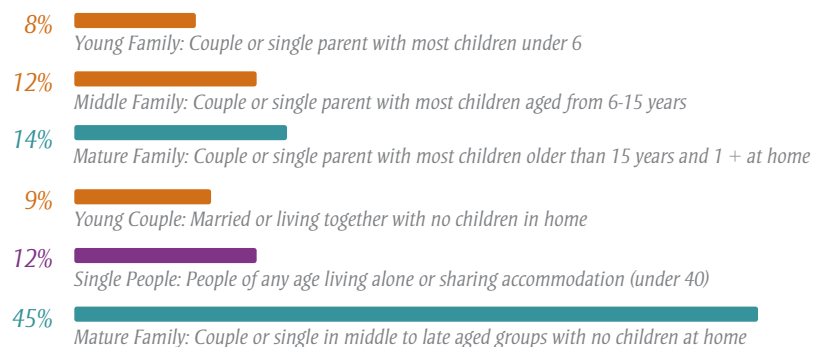 8%
Young Family: Couple or single parent with most children under 6
12%
Middle Family: Couple or single parent with most children aged from 6-15 years
14%
Mature Family: Couple or single parent with most children older than 15 years and 1 + at home
9%
Young Couple: Married or living together with no children in home
12%
Single People: People of any age living alone or sharing accommodation (under 40)
45%
Mature Family: Couple or single in middle to late aged groups with no children at home